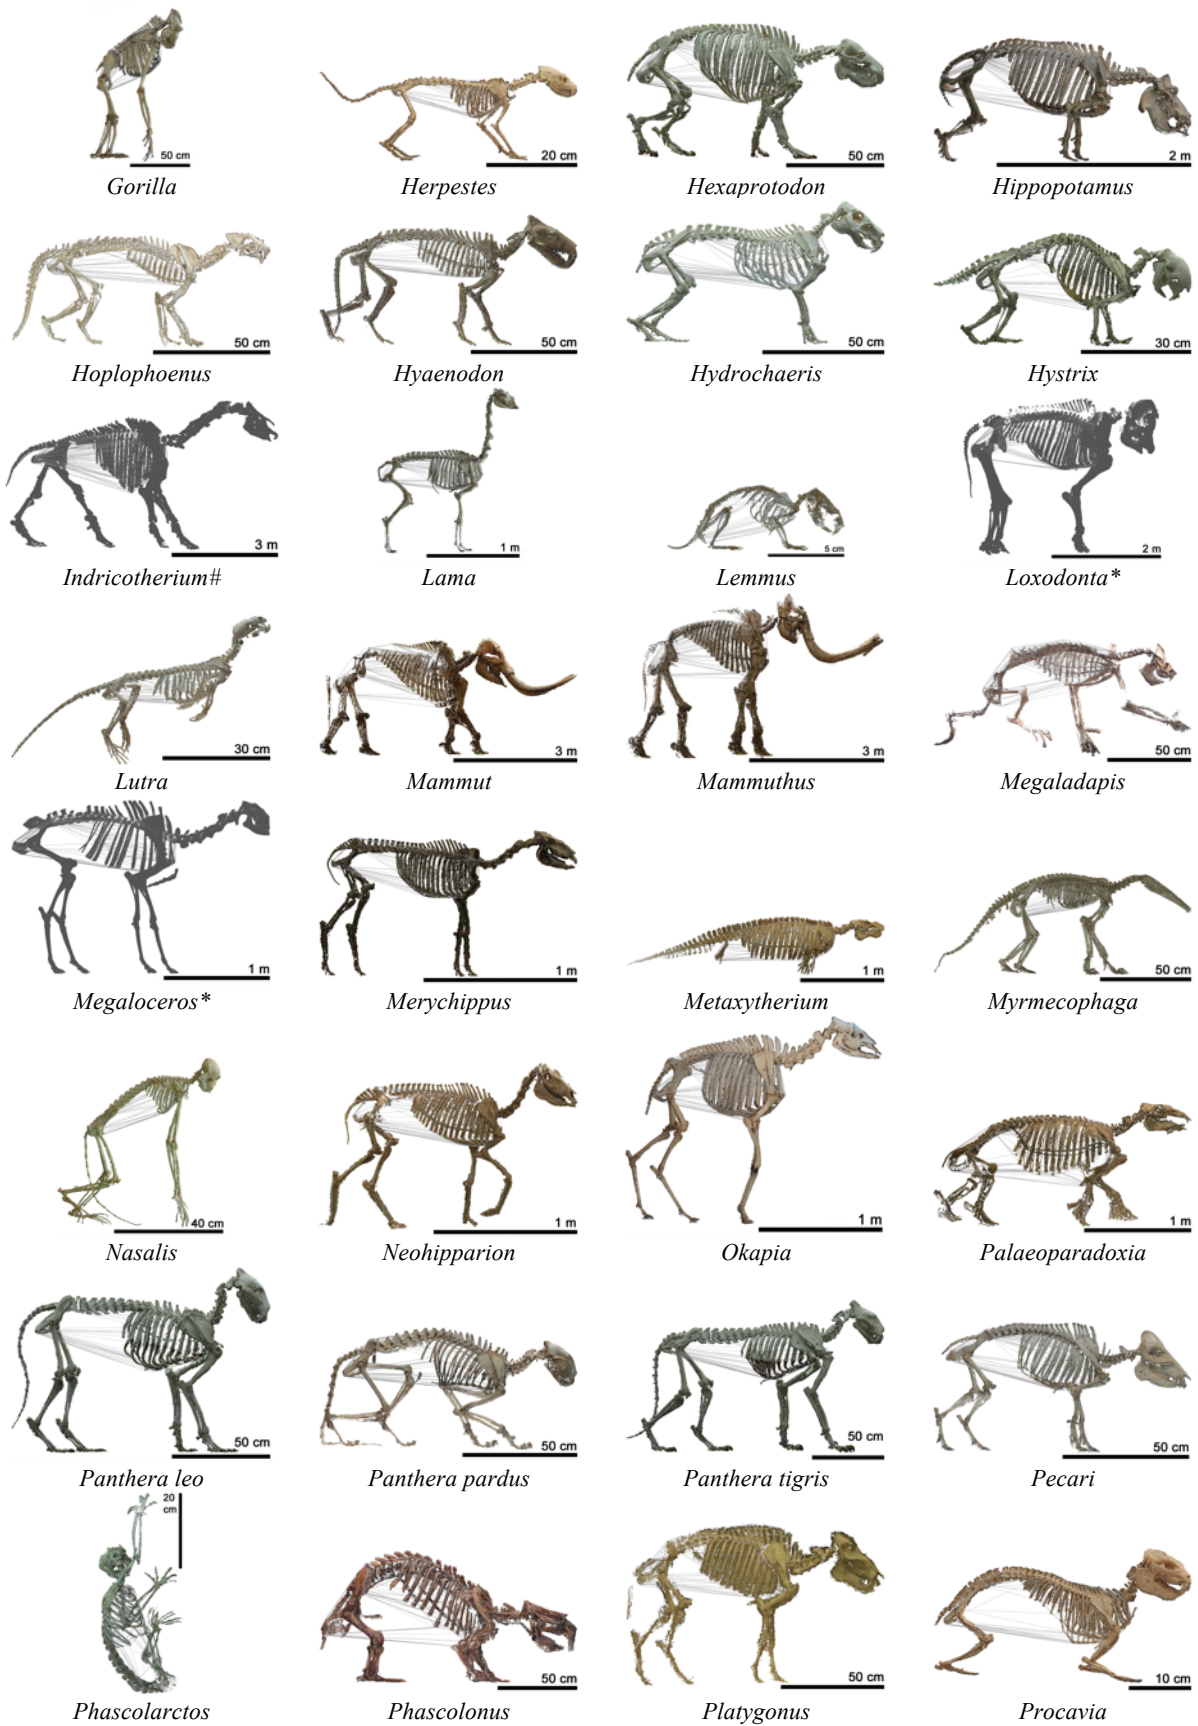 50 cm
20 cm
50 cm
2 m
Gorilla
Herpestes
Hexaprotodon
Hippopotamus
50 cm
50 cm
50 cm
30 cm
Hoplophoenus
Hyaenodon
Hydrochaeris
Hystrix
3 m
1 m
5 cm
2 m
Indricotherium#
Lama
Lemmus
Loxodonta*
30 cm
3 m
3 m
50 cm
Lutra
Mammut
Mammuthus
Megaladapis
1 m
1 m
1 m
50 cm
Megaloceros*
Merychippus
Metaxytherium
Myrmecophaga
40 cm
1 m
1 m
1 m
Nasalis
Neohipparion
Okapia
Palaeoparadoxia
50 cm
50 cm
50 cm
50 cm
Panthera leo
Panthera pardus
Panthera tigris
Pecari
20
cm
50 cm
50 cm
10 cm
Phascolarctos
Phascolonus
Platygonus
Procavia